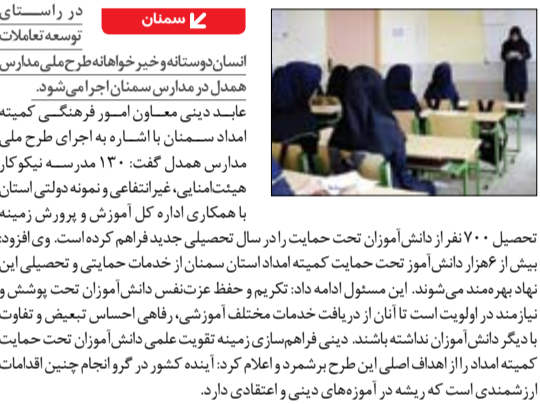 سمنان
در راستای
توسعه تعاملات
انسان‌دوستانه و خیرخواهانه طرح ملی مدارس
همدل در مدارس سمنان اجرا می‌شود.
عابد دینی معاون امور فرهنگی کمیته
امداد سمنان با اشاره به اجرای طرح ملی
مدارس همدل گفت: ۱۳۰ مدرسه نیکوکار
هیئت‌امنایی، غیرانتفاعی و نمونه دولتی استان
با همکاری اداره کل آموزش و پرورش زمینه
تحصیل ۷۰۰ نفر از دانش‌آموزان تحت حمایت را در سال تحصیلی جدید فراهم کرده است. وی افزود:
بیش از ۶هزار دانش‌آموز تحت حمایت کمیته امداد استان سمنان از خدمات حمایتی و تحصیلی این
نهاد بهره‌مند می‌شوند. این مسئول ادامه داد: تکریم و حفظ عزت‌نفس دانش‌آموزان تحت پوشش و
نیازمند در اولویت است تا آنان از دریافت خدمات مختلف آموزشی، رفاهی احساس تبعیض و تفاوت
با دیگر دانش‌آموزان نداشته باشند. دینی فراهم‌سازی زمینه تقویت علمی دانش‌آموزان تحت حمایت
کمیته امداد را از اهداف اصلی این طرح برشمرد و اعلام کرد: آینده کشور در گرو انجام چنین اقدامات
ارزشمندی است که ریشه در آموزه‌های دینی و اعتقادی دارد.